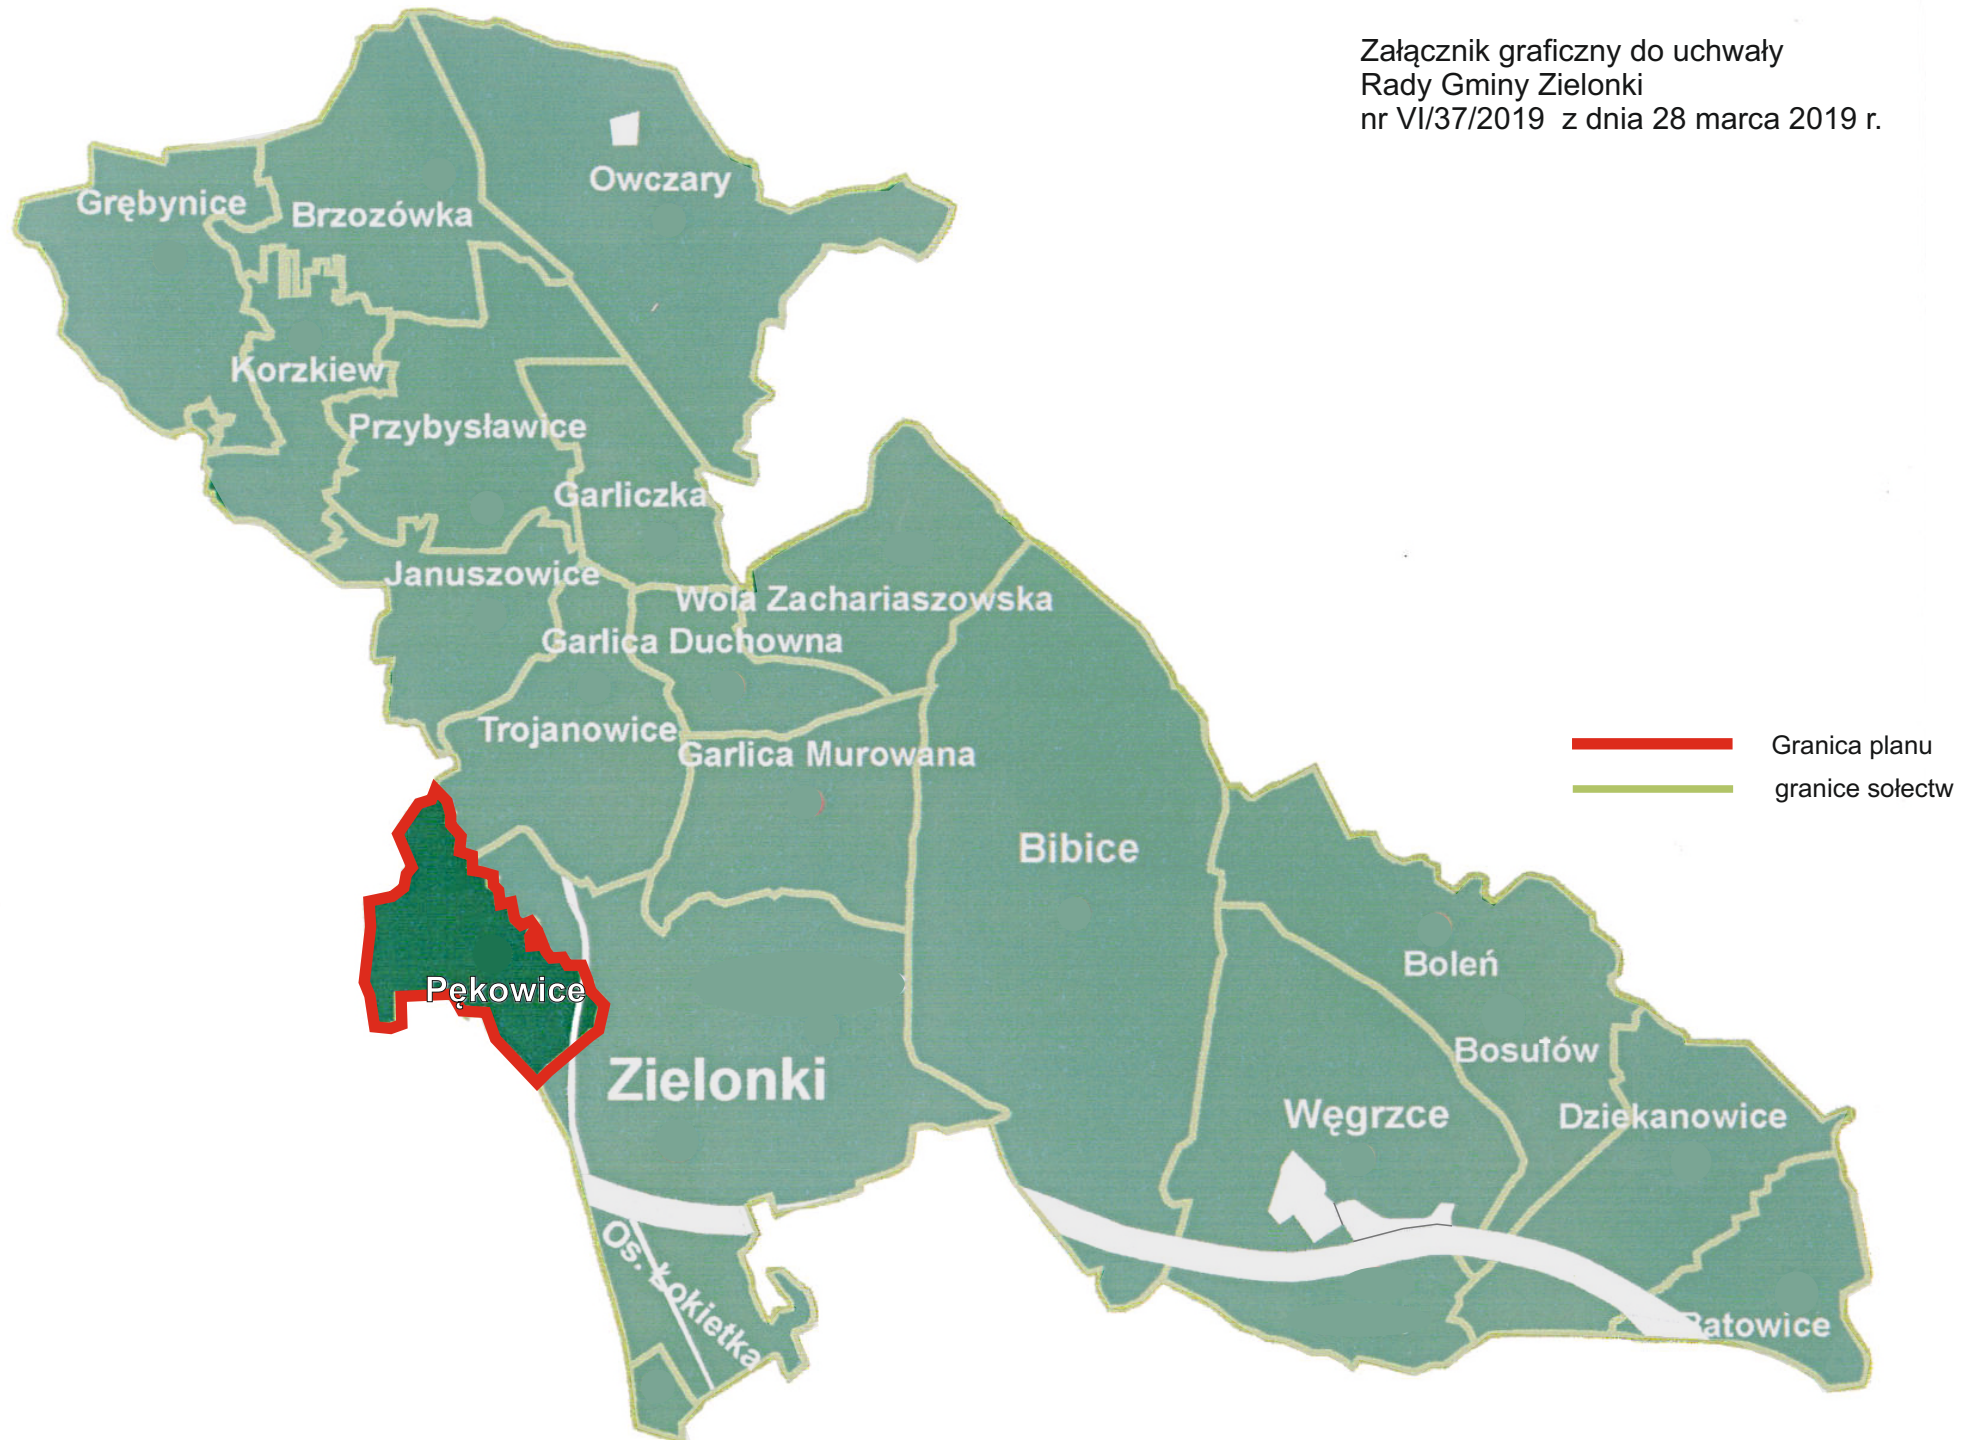 Załącznik graficzny do uchwały
Rady Gminy Zielonki
nr VI/37/2019 z dnia 28 marca 2019 r.
Owczary
Grębynice
Brzozówka
Korzkiew
Przybysławice
Garliczka
Januszowice
Wola Zachariaszowska
Garlica Duchowna
Trojanowice
Garlica Murowana
Granica planu
granice sołectw
Bibice
Boleń
Pękowice
Bosutów
Zielonki
Węgrzce
Dziekanowice
Os. Łokietka
Batowice